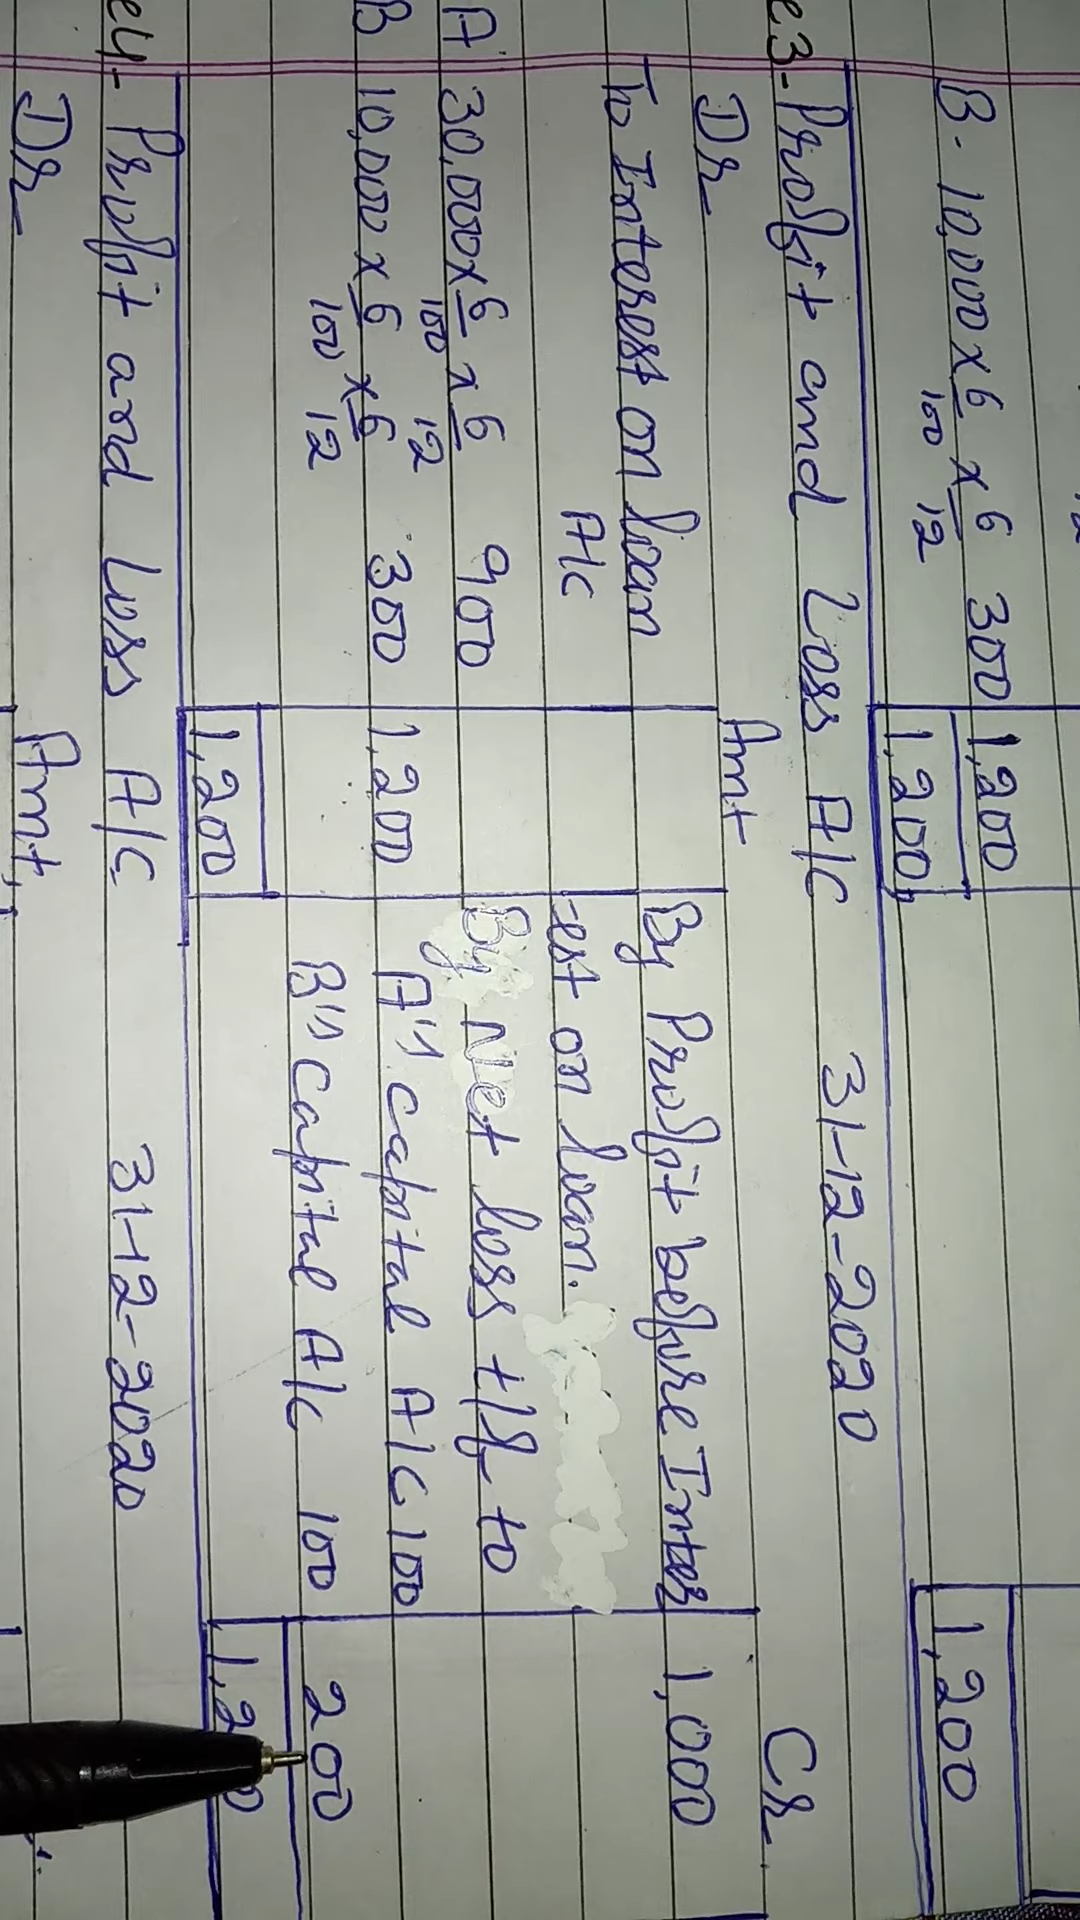 B. 10,000 x 6/100 x 6/12 300 1,200
1,200 1,200
e3- Profit and Loss A/c 31-12-2020
Dr Amt Cr
To Interest on loan By Profit before Inter 1,000
A/c -est on loan.
A 30,000 x 6/100 x 6/12 900 By Net loss t/f to
B 10,000 x 6/100 x 6/12 300 1,200 A's capital A/c 100
B's capital A/c 100 200
1,200
e4- Profit and Loss A/c 31-12-2020
Dr Amt,